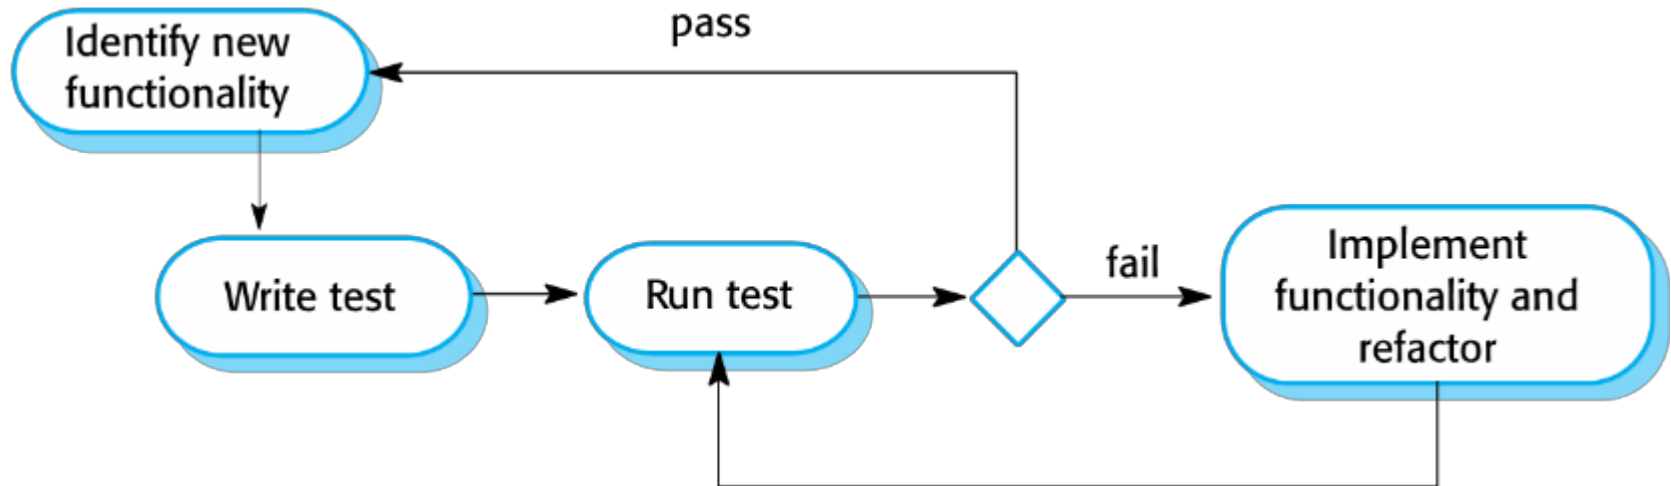 Identify new
functionality
pass
Write test
Run test
fail
Implement
functionality and
refactor